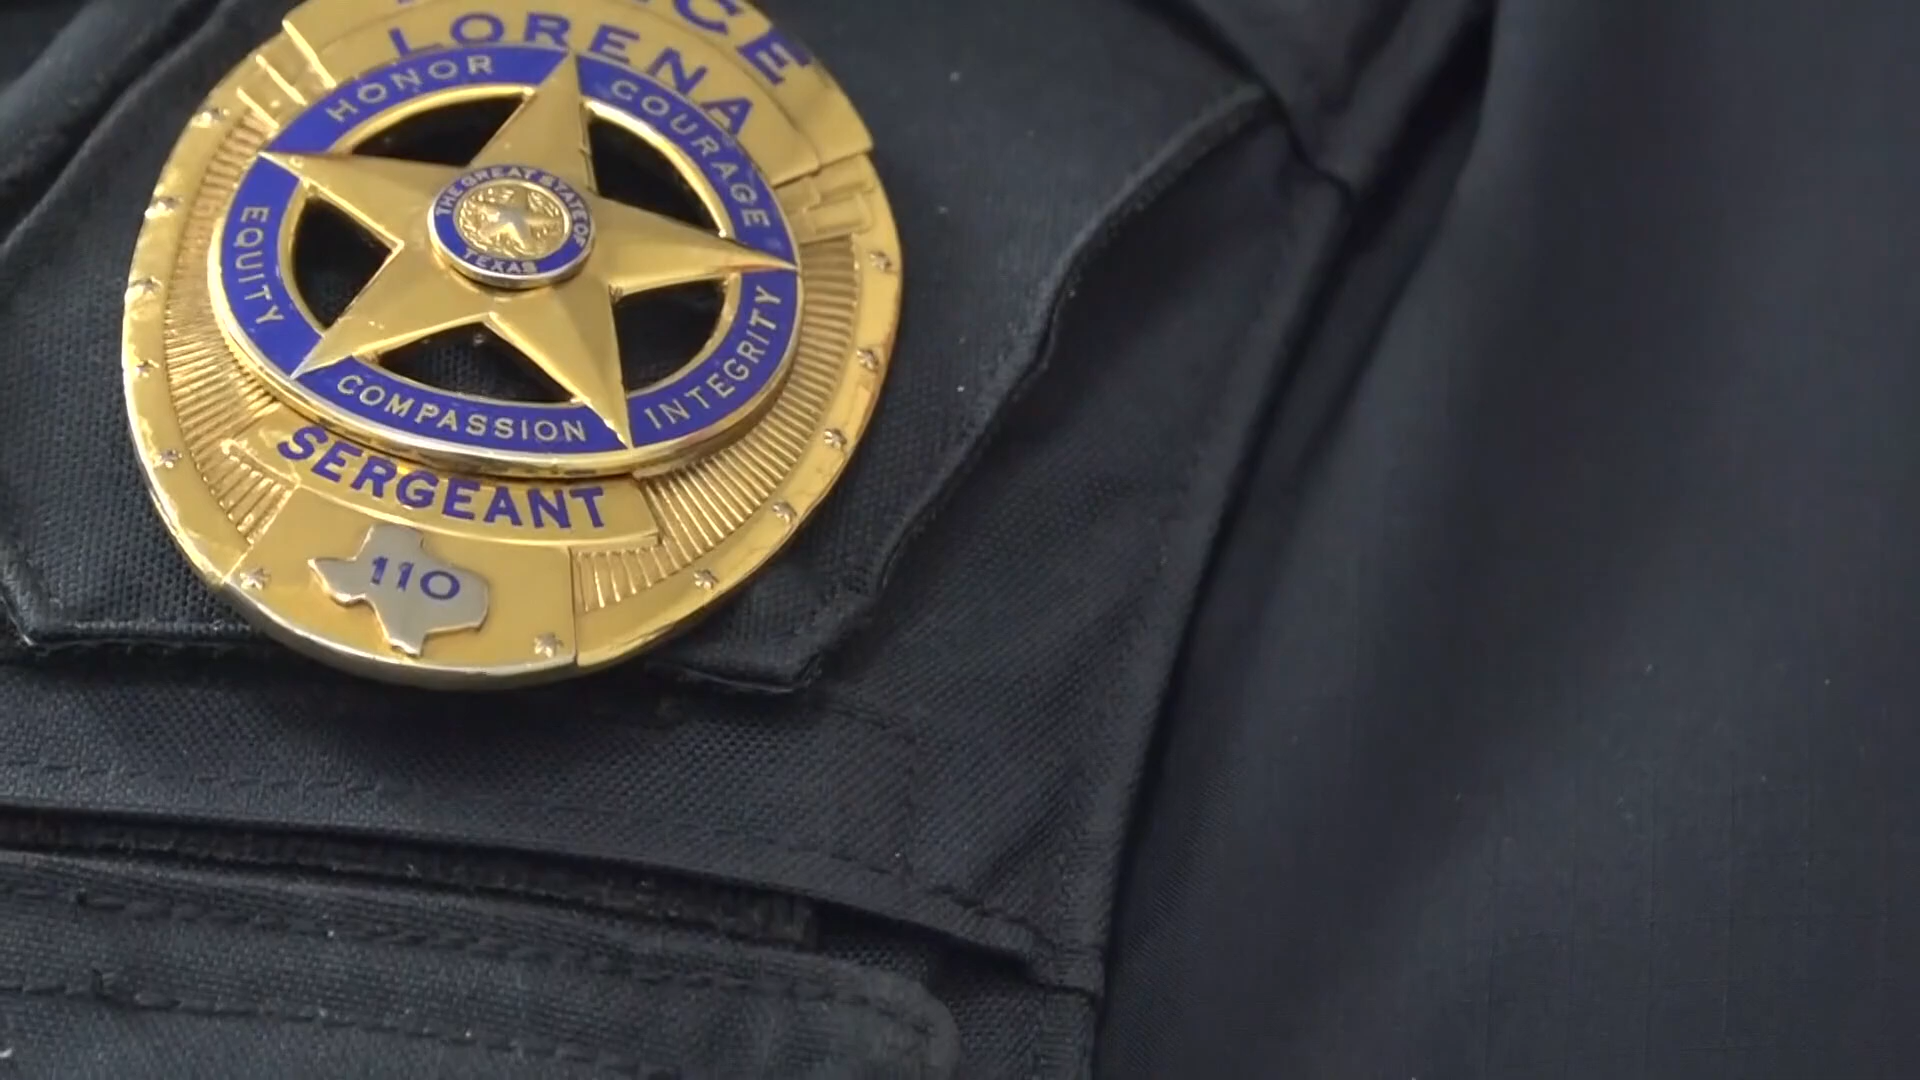 LORENA
HONOR
COURAGE
EQUITY
INTEGRITY
COMPASSION
THE GREAT STATE OF
TEXAS
SERGEANT
110